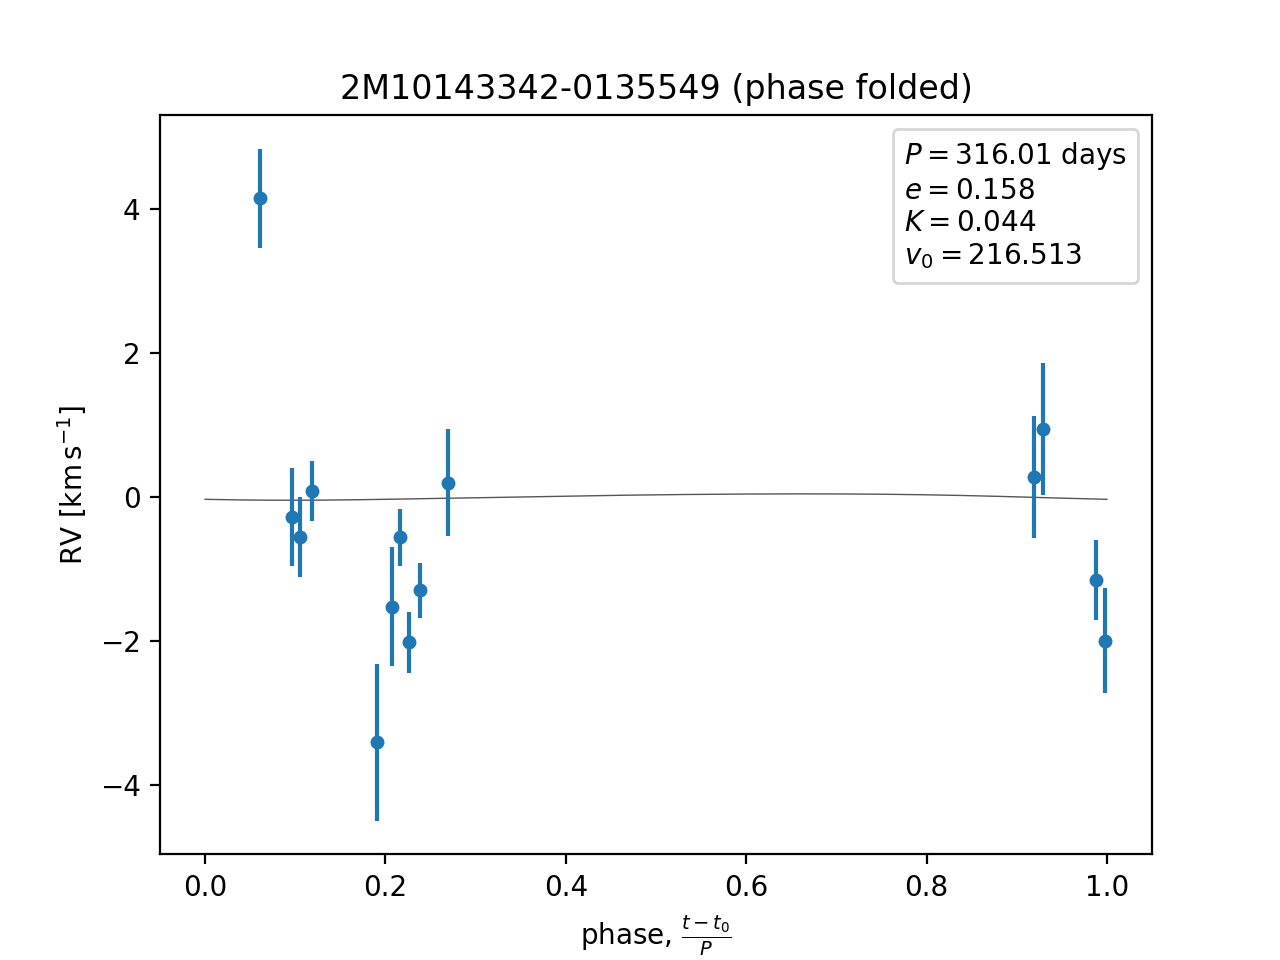 2M10143342-0135549 (phase folded)
P = 316.01 days
e = 0.158
K = 0.044
v₀ = 216.513
4
2
0
−2
−4
RV [km s⁻¹]
0.0 0.2 0.4 0.6 0.8 1.0
phase, (t − t₀)/P